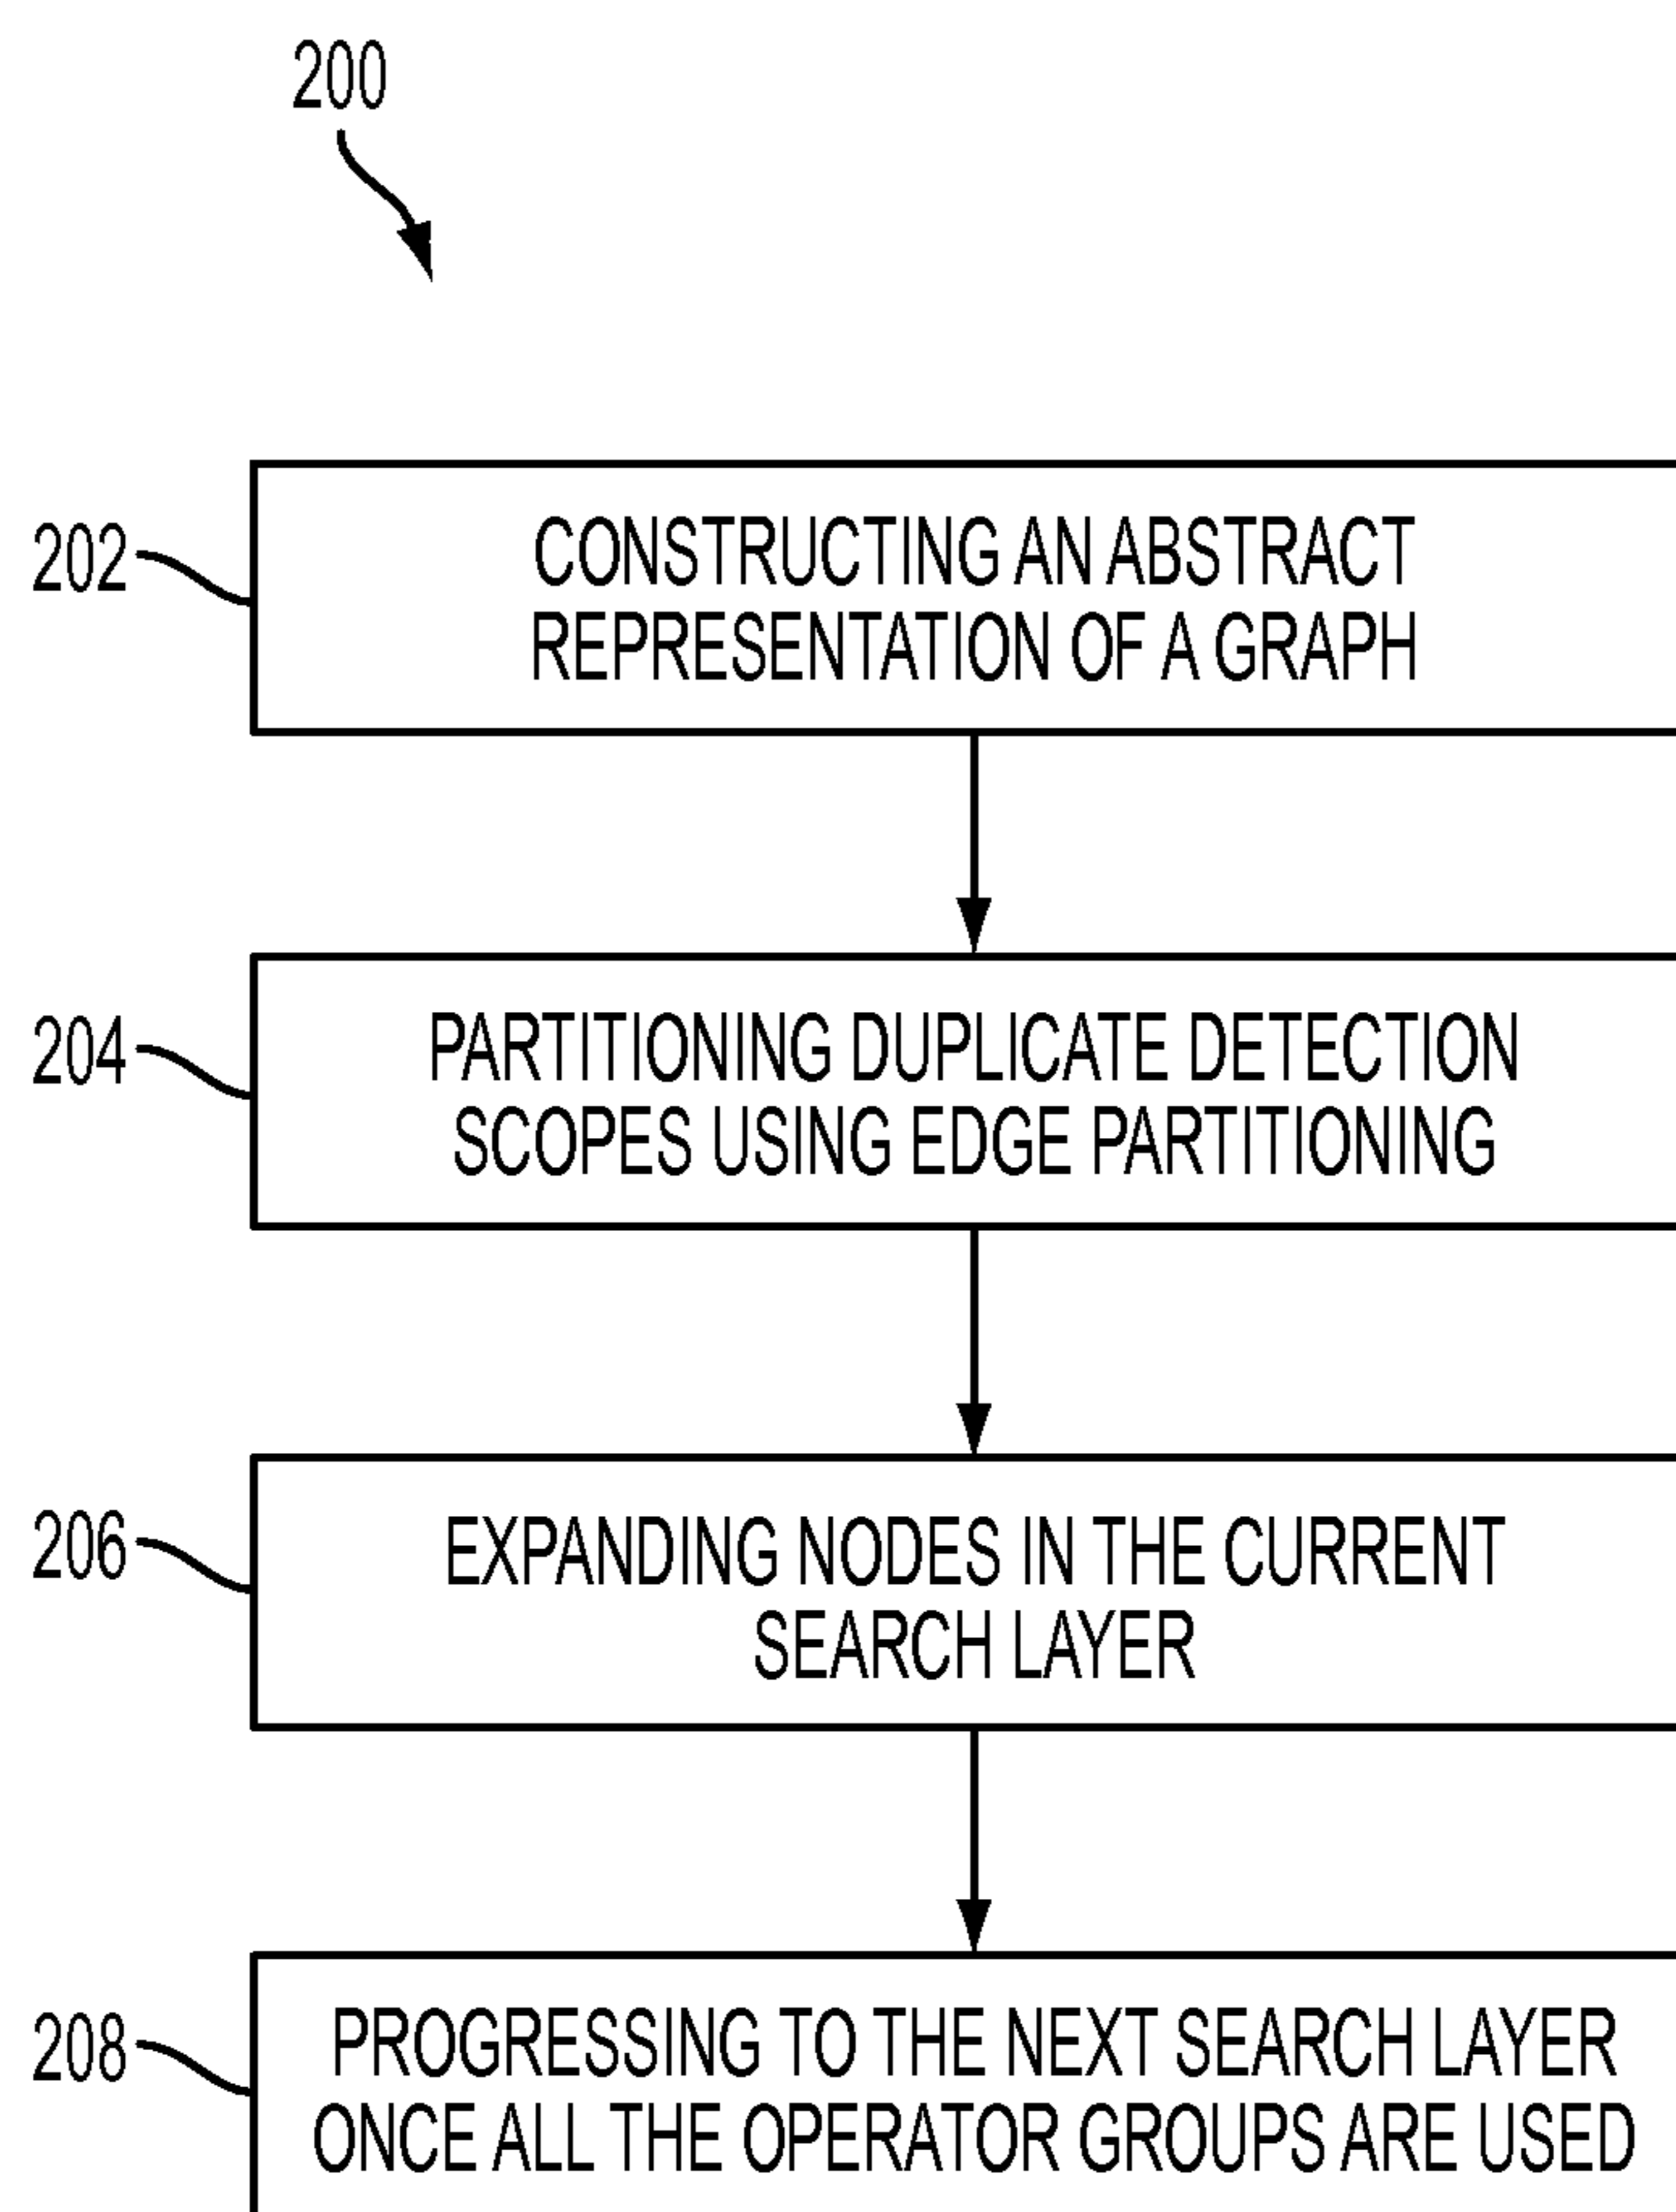 200
202
CONSTRUCTING AN ABSTRACT
REPRESENTATION OF A GRAPH
204
PARTITIONING DUPLICATE DETECTION
SCOPES USING EDGE PARTITIONING
206
EXPANDING NODES IN THE CURRENT
SEARCH LAYER
208
PROGRESSING TO THE NEXT SEARCH LAYER
ONCE ALL THE OPERATOR GROUPS ARE USED